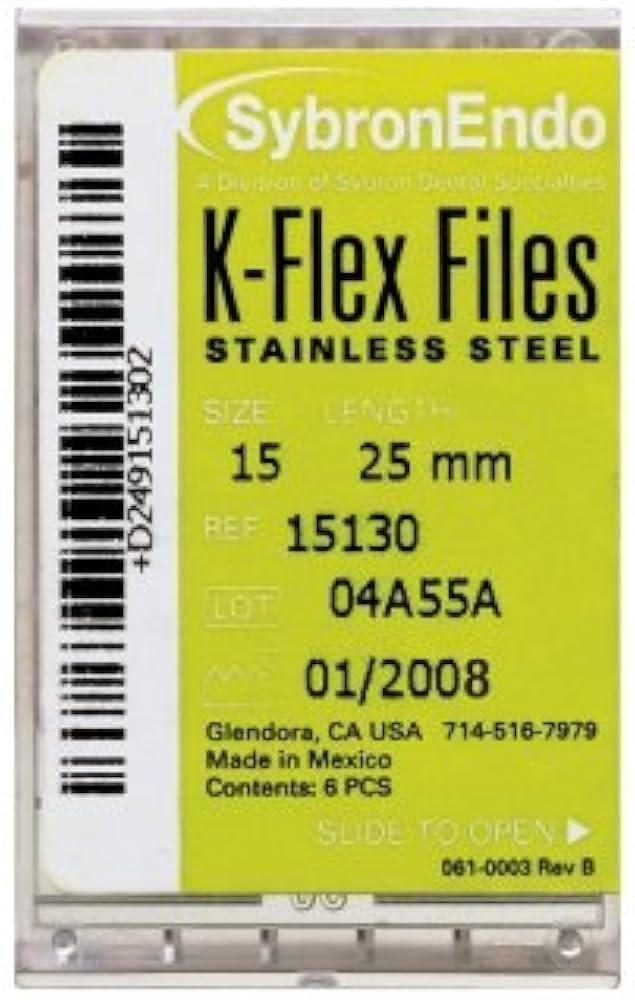 SybronEndo
A Division of Sybron Dental Specialties
K-Flex Files
STAINLESS STEEL
SIZE LENGTH
15 25 mm
REF 15130
LOT 04A55A
01/2008
Glendora, CA USA 714-516-7979
Made in Mexico
Contents: 6 PCS
SLIDE TO OPEN
061-0003 Rev B
+D249151302